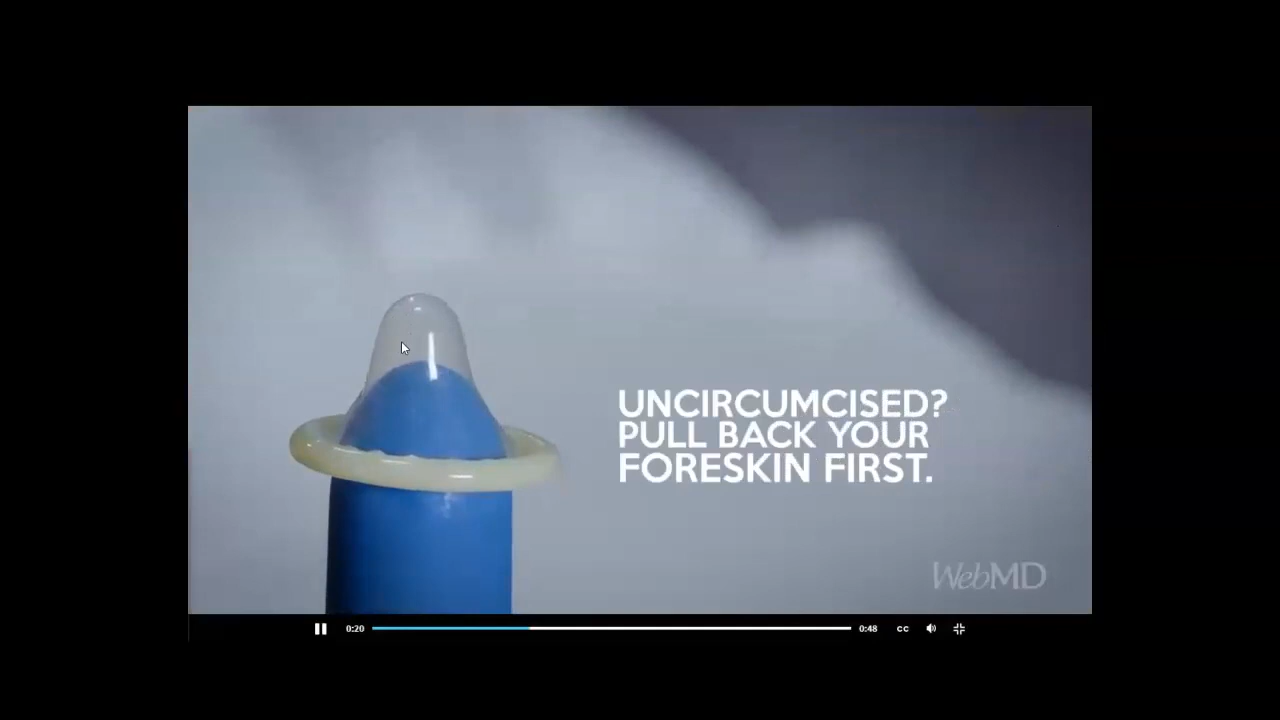 UNCIRCUMCISED?
PULL BACK YOUR
FORESKIN FIRST.
WebMD
0:20
0:48
CC